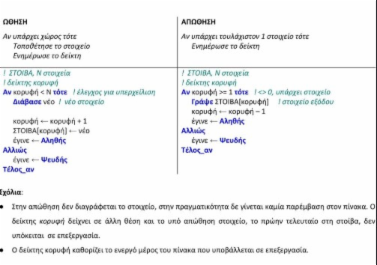 ΩΘΗΣΗ
Αν υπάρχει χώρος τότε
Τοποθέτησε το στοιχείο
Ενημέρωσε το δείκτη
! ΣΤΟΙΒΑ, Ν στοιχεία
! δείκτης κορυφή
Αν κορυφή < Ν τότε ! έλεγχος για υπερχείλιση
Διάβασε νέο ! νέο στοιχείο
κορυφή ← κορυφή + 1
ΣΤΟΙΒΑ[κορυφή] ← νέο
έγινε ← Αληθής
Αλλιώς
έγινε ← Ψευδής
Τέλος_αν
ΑΠΩΘΗΣΗ
Αν υπάρχει τουλάχιστον 1 στοιχείο τότε
Ενημέρωσε το δείκτη
! ΣΤΟΙΒΑ, Ν στοιχεία
! δείκτης κορυφή
Αν κορυφή >= 1 τότε ! <> 0, υπάρχει στοιχείο
Γράψε ΣΤΟΙΒΑ[κορυφή] ! στοιχείο εξόδου
κορυφή ← κορυφή – 1
έγινε ← Αληθής
Αλλιώς
έγινε ← Ψευδής
Τέλος_αν
Σχόλια:
• Στην απώθηση δεν διαγράφεται το στοιχείο, στην πραγματικότητα δε γίνεται καμία παρέμβαση στον πίνακα. Ο
δείκτης κορυφή δείχνει σε άλλη θέση και το υπό απώθηση στοιχείο, το πρώην τελευταίο στη στοίβα, δεν
υπόκειται σε επεξεργασία.
• Ο δείκτης κορυφή καθορίζει το ενεργό μέρος του πίνακα που υποβάλλεται σε επεξεργασία.